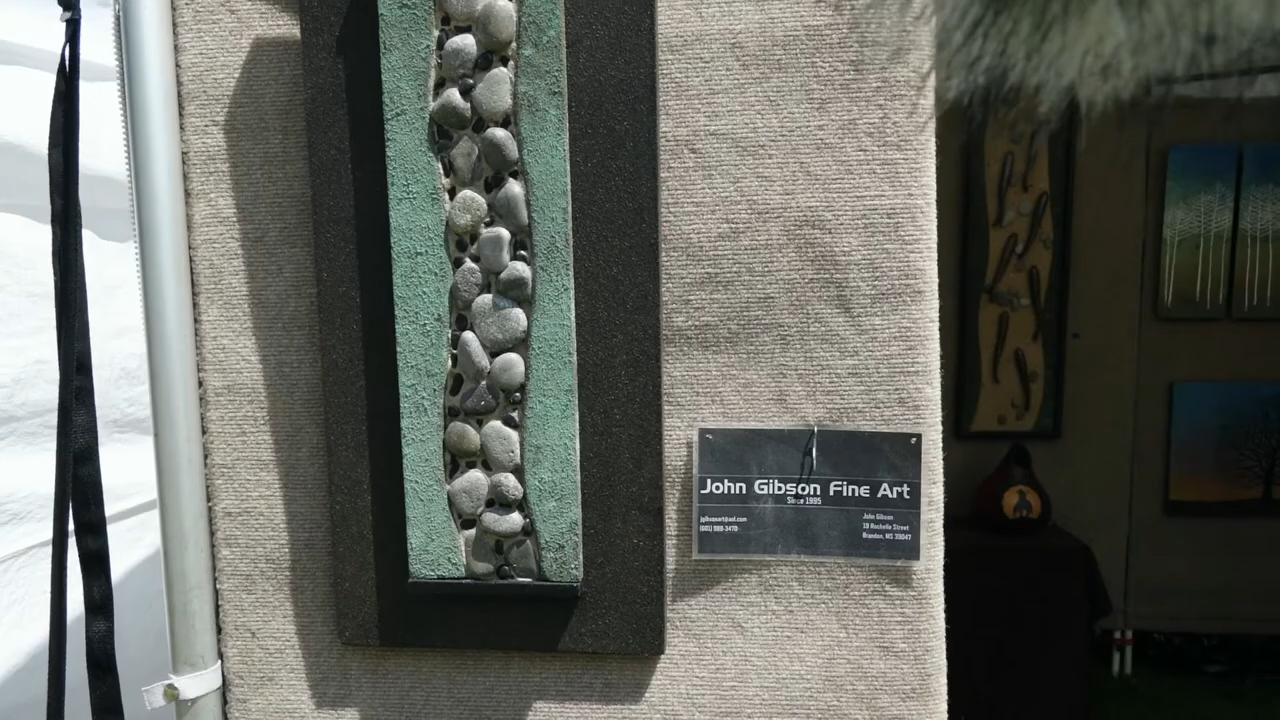 John Gibson Fine Art
Since 1995
John Gibson
19 Rochelle Street
Brandon, MS 39047